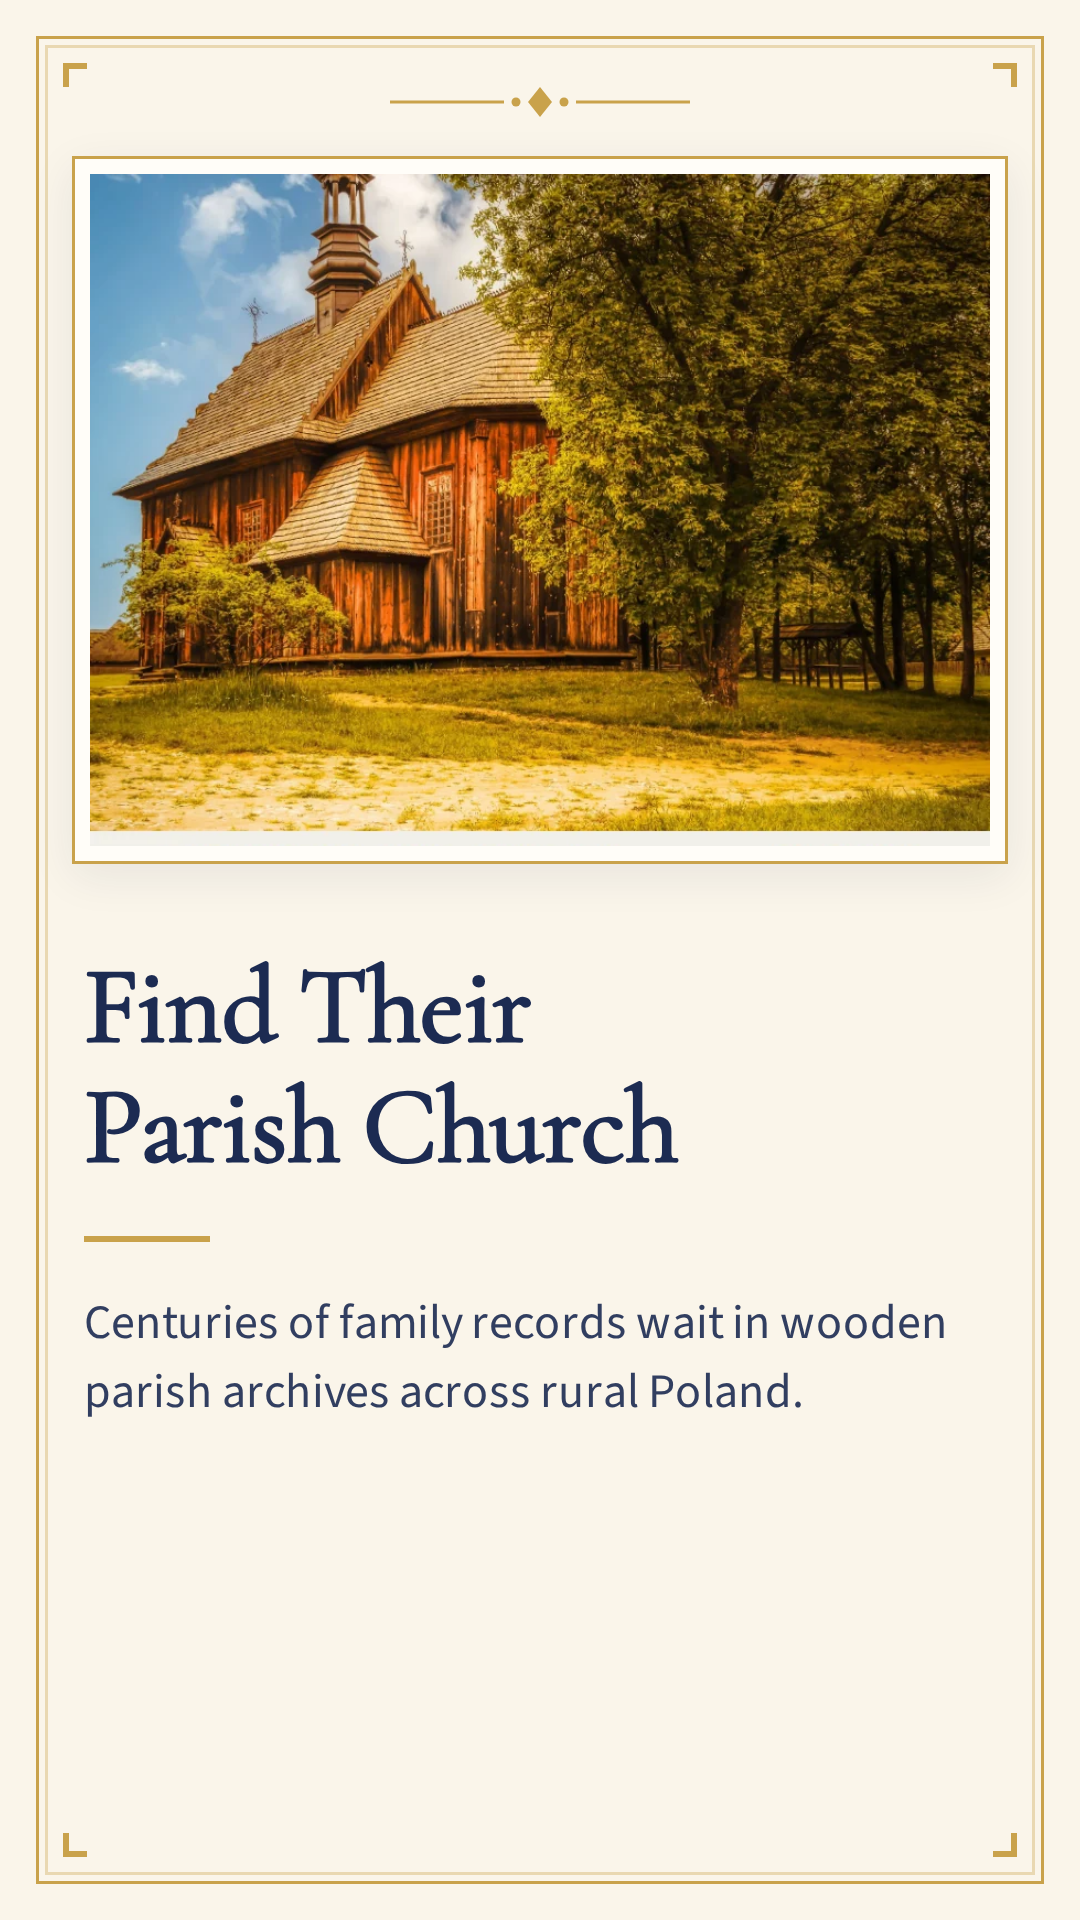 Find Their
Parish Church
Centuries of family records wait in wooden
parish archives across rural Poland.